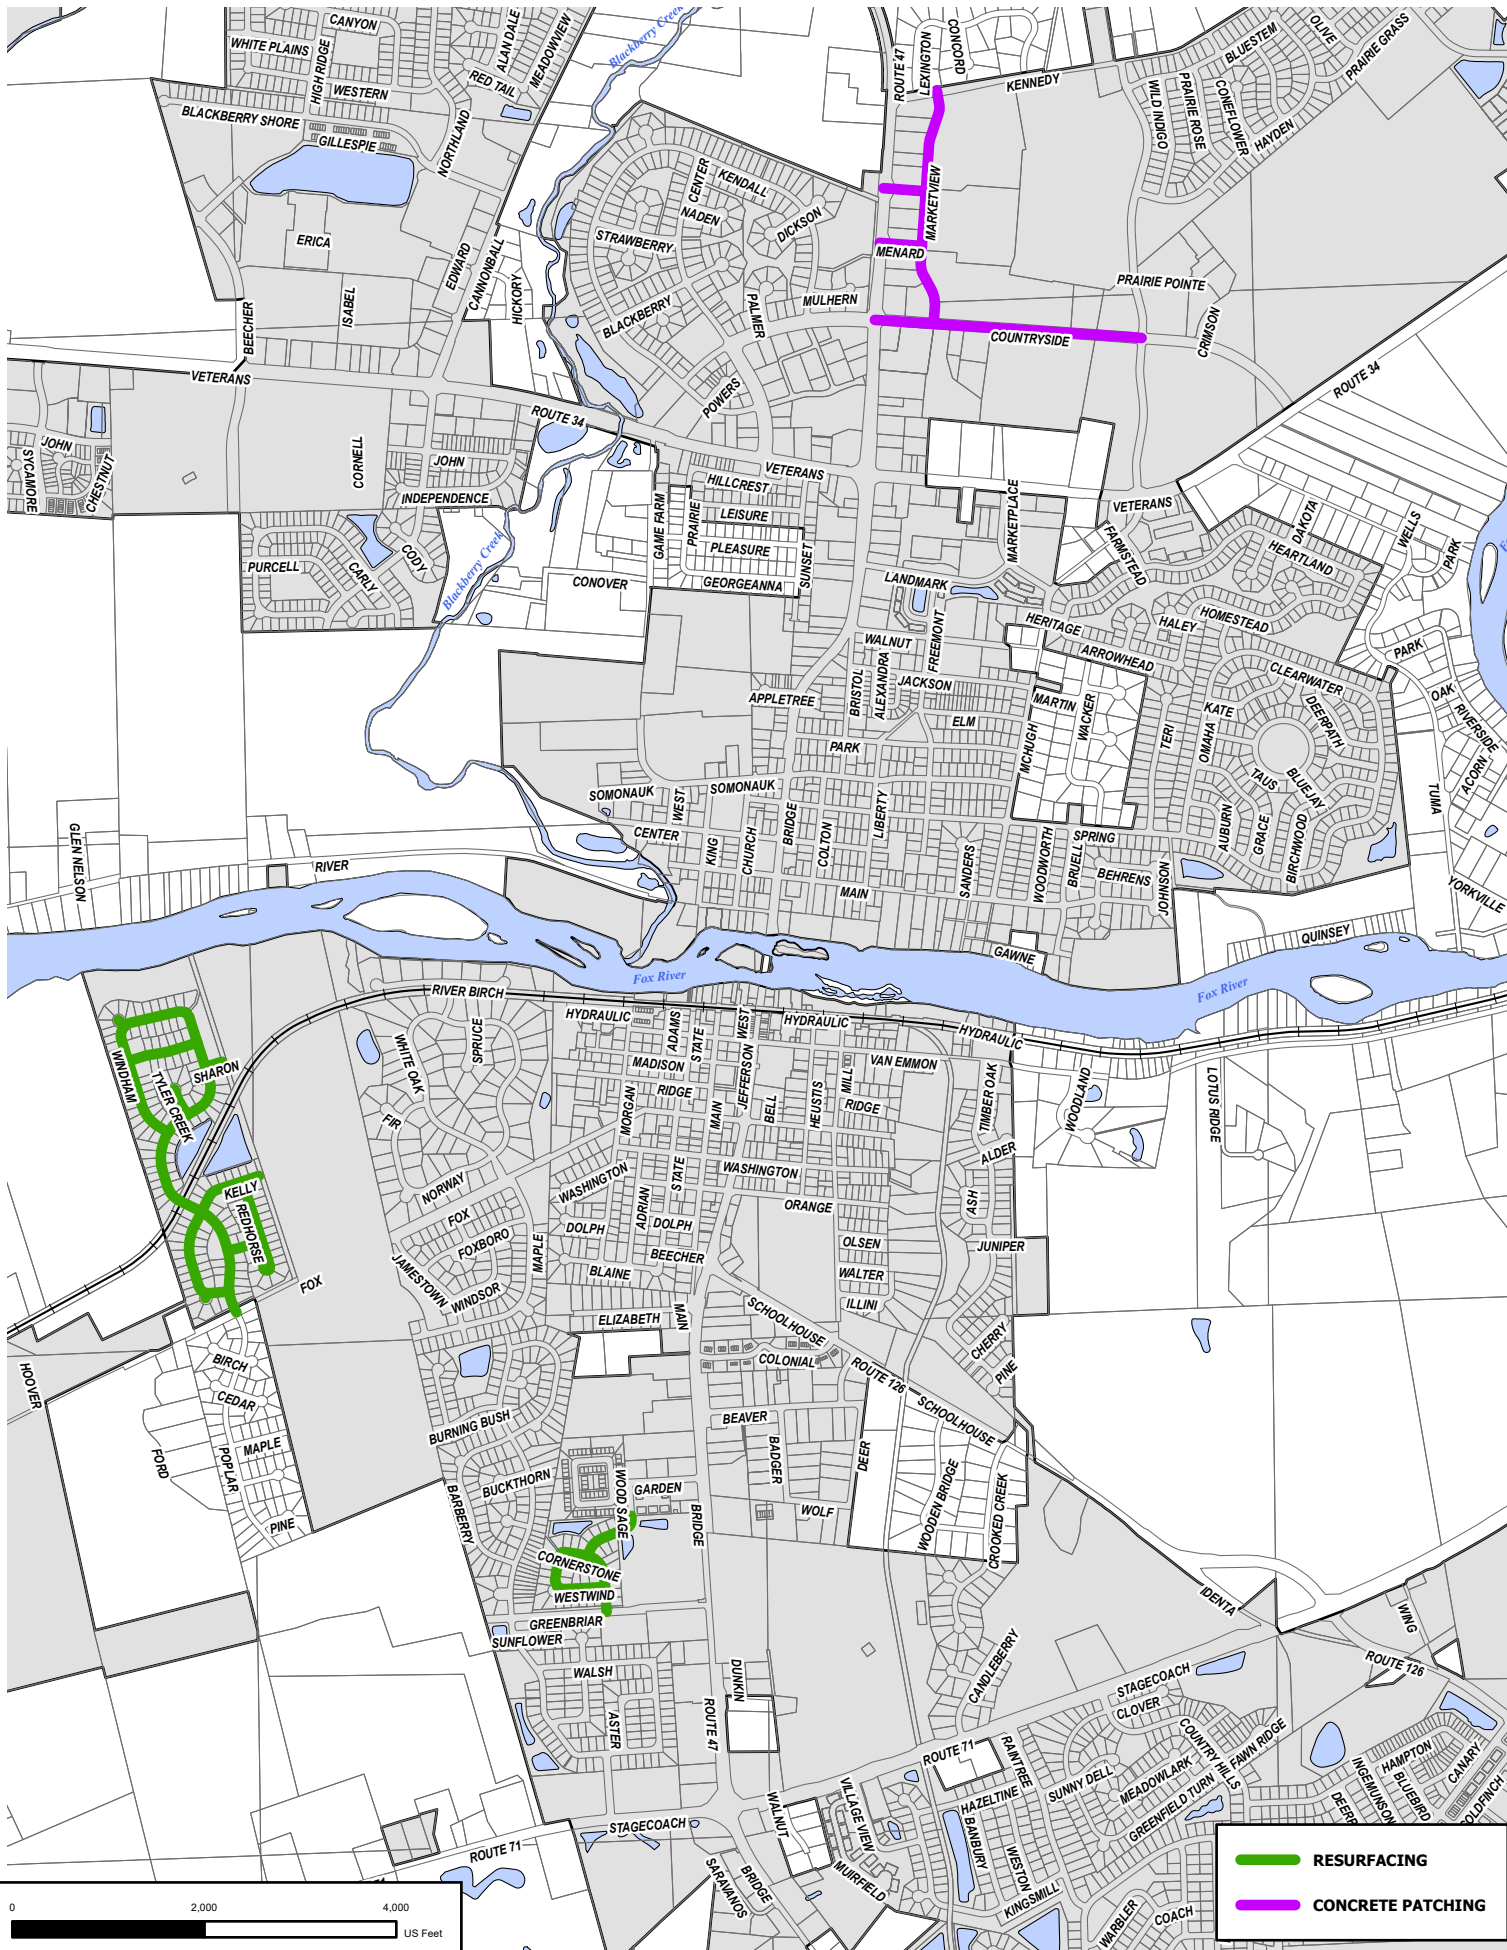 CANYON
WHITE PLAINS
HIGH RIDGE
ALAN DALE
MEADOWVIEW
RED TAIL
WESTERN
BLACKBERRY SHORE
GILLESPIE
NORTHLAND
Blackberry Creek
ROUTE 47
LEXINGTON
CONCORD
KENNEDY
OLIVE
BLUESTEM
PRAIRIE GRASS
WILD INDIGO
PRAIRIE ROSE
CONEFLOWER
HAYDEN
CENTER
KENDALL
NADEN
DICKSON
STRAWBERRY
MARKETVIEW
MENARD
ERICA
EDWARD
CANNONBALL
HICKORY
ISABEL
BEECHER
BLACKBERRY
PALMER
MULHERN
PRAIRIE POINTE
COUNTRYSIDE
CRIMSON
VETERANS
ROUTE 34
POWERS
ROUTE 34
JOHN
SYCAMORE
CHESTNUT
CORNELL
JOHN
INDEPENDENCE
VETERANS
HILLCREST
GAME FARM
PRAIRIE
LEISURE
PLEASURE
SUNSET
GEORGEANNA
MARKETPLACE
VETERANS
FARMSTEAD
DAKOTA
HEARTLAND
WELLS
PARK
PURCELL
CARLY
CODY
Blackberry Creek
CONOVER
LANDMARK
FREEMONT
HERITAGE
HALEY
HOMESTEAD
WALNUT
ARROWHEAD
PARK
CLEARWATER
APPLETREE
BRISTOL
ALEXANDRA
JACKSON
ELM
MARTIN
WACKER
MCHUGH
TERI
OMAHA
KATE
DEERPATH
OAK
RIVERSIDE
ACORN
TUMA
PARK
TAUS
BLUEJAY
SOMONAUK
WEST
SOMONAUK
CENTER
KING
CHURCH
BRIDGE
COLTON
LIBERTY
SANDERS
WOODWORTH
SPRING
BRUELL
BEHRENS
JOHNSON
AUBURN
GRACE
BIRCHWOOD
YORKVILLE
GLEN NELSON
RIVER
MAIN
GAWNE
QUINSEY
Fox River
Fox River
RIVER BIRCH
HYDRAULIC
ADAMS
STATE
WEST
HYDRAULIC
HYDRAULIC
WHITE OAK
SPRUCE
MADISON
JEFFERSON
VAN EMMON
WINDHAM
TYLER CREEK
SHARON
FIR
MORGAN
RIDGE
MAIN
BELL
HEUSTIS
MILL
RIDGE
TIMBER OAK
WOODLAND
LOTUS RIDGE
ALDER
NORWAY
WASHINGTON
STATE
WASHINGTON
ORANGE
ASH
KELLY
REDHORSE
FOX
FOXBORO
MAPLE
DOLPH
ADRIAN
DOLPH
BEECHER
OLSEN
JUNIPER
FOX
JAMESTOWN
WINDSOR
BLAINE
WALTER
ELIZABETH
MAIN
SCHOOLHOUSE
ILLINI
CHERRY
PINE
HOOVER
BIRCH
CEDAR
COLONIAL
ROUTE 126
SCHOOLHOUSE
FORD
POPLAR
MAPLE
PINE
BURNING BUSH
BUCKTHORN
BARBERRY
BEAVER
BADGER
DEER
WOOD SAGE
GARDEN
BRIDGE
WOLF
WOODEN BRIDGE
CROOKED CREEK
CORNERSTONE
WESTWIND
GREENBRIAR
SUNFLOWER
IDENTA
WING
ROUTE 126
WALSH
ASTER
DUNKIN
ROUTE 47
CANDLEBERRY
STAGECOACH
CLOVER
COUNTRY HILLS
FAWN RIDGE
ROUTE 71
RAINTREE
SUNNY DELL
MEADOWLARK
GREENFIELD TURN
HAZELTINE
INGEMUNSON
HAMPTON
BLUEBIRD
CANARY
DEERP
OLDFINCH
STAGECOACH
ROUTE 71
WALNUT
VILLAGE VIEW
BANBURY
WESTON
KINGSMILL
MUIRFIELD
BRIDGE
SARAVANOS
WARBLER
COACH
RESURFACING
CONCRETE PATCHING
0 2,000 4,000
US Feet